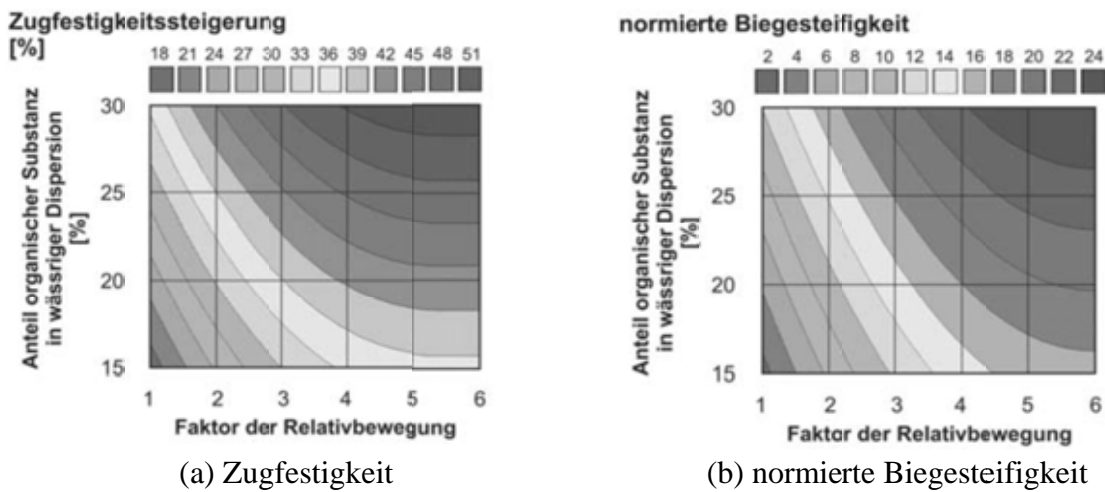 Zugfestigkeitssteigerung
[%]
18 21 24 27 30 33 36 39 42 45 48 51
Anteil organischer Substanz
in wässriger Dispersion
[%]
30
25
20
15
1 2 3 4 5 6
Faktor der Relativbewegung
(a) Zugfestigkeit
normierte Biegesteifigkeit
2 4 6 8 10 12 14 16 18 20 22 24
Anteil organischer Substanz
in wässriger Dispersion
[%]
30
25
20
15
1 2 3 4 5 6
Faktor der Relativbewegung
(b) normierte Biegesteifigkeit